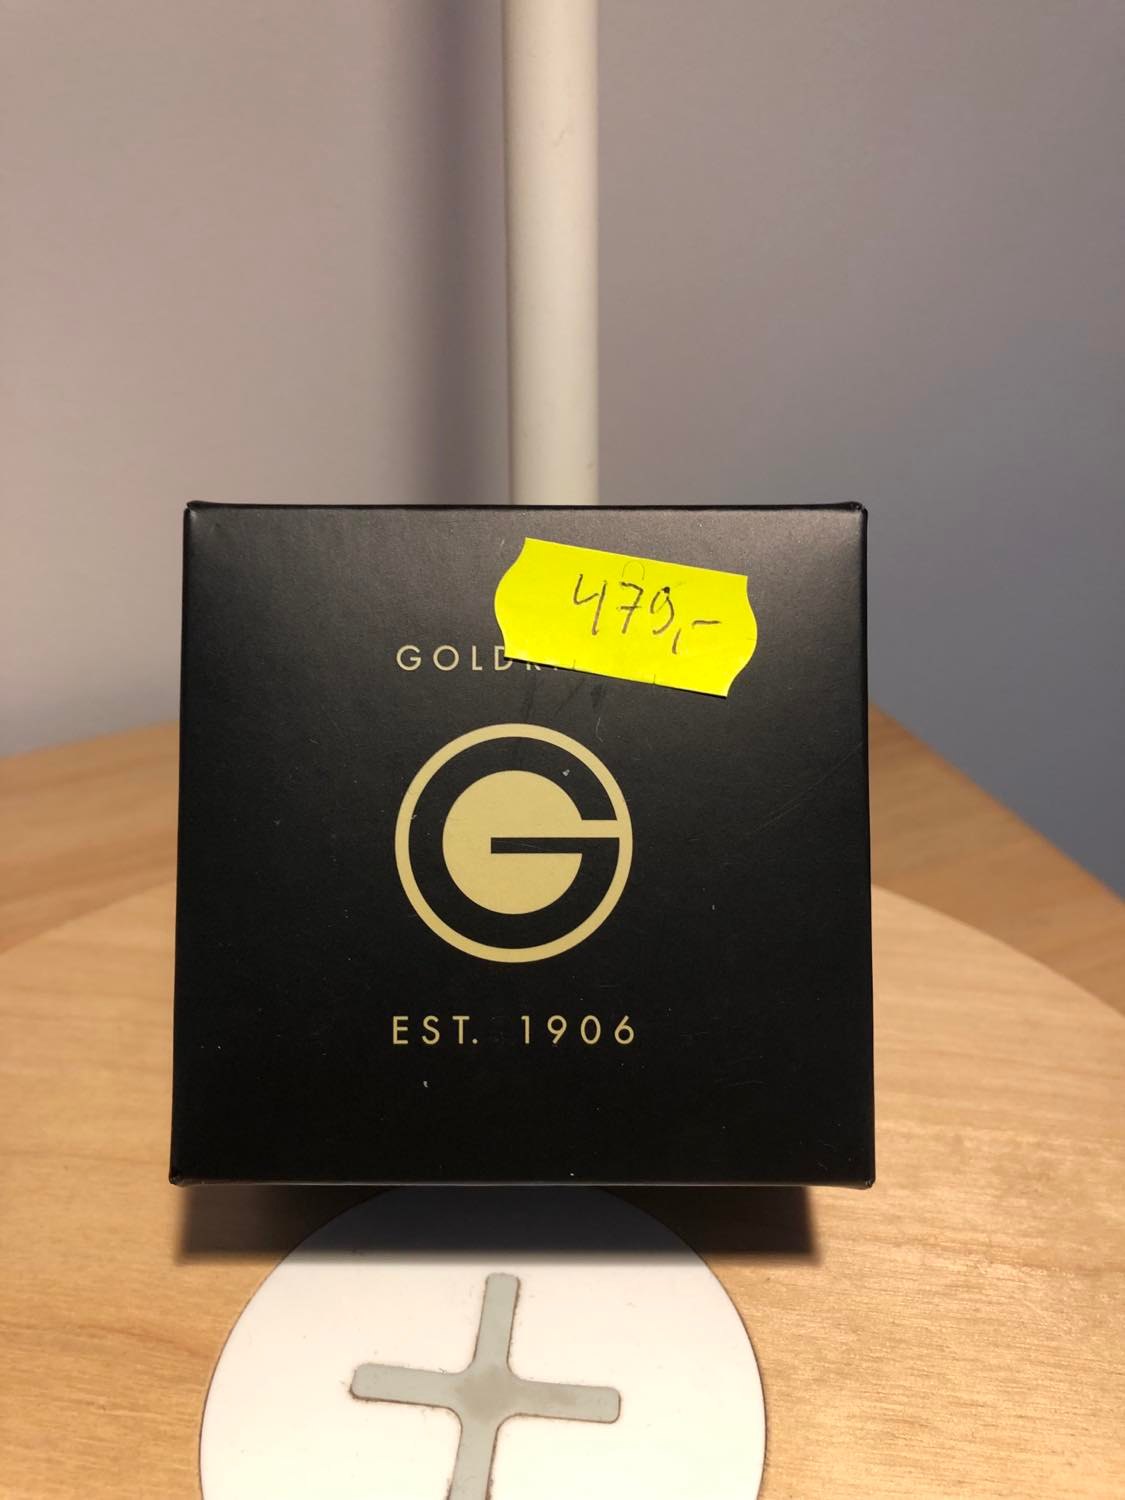 479,-
GOLD
G
EST. 1906